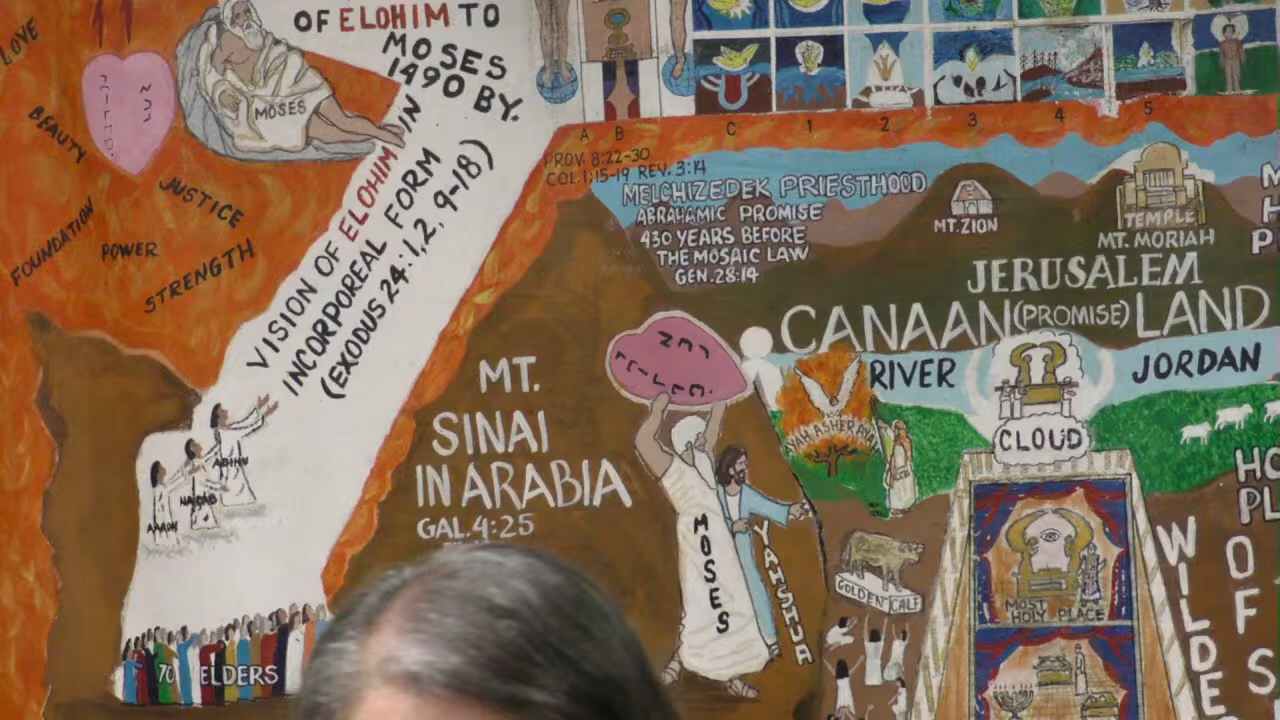 OF ELOHIM TO
MOSES
1490 BY.
LOVE
MOSES
BEAUTY
JUSTICE
FOUNDATION
POWER
STRENGTH
VISION OF ELOHIM IN
INCORPOREAL FORM
(EXODUS 24:1,2, 9-18)
A B C 1 2 3 4 5
PROV. 8:22-30
COL. 1:15-19 REV. 3:14
MELCHIZEDEK PRIESTHOOD
ABRAHAMIC PROMISE
430 YEARS BEFORE
THE MOSAIC LAW
GEN. 28:14
MT. ZION
TEMPLE
MT. MORIAH
JERUSALEM
CANAAN (PROMISE) LAND
RIVER
JORDAN
CLOUD
MT.
SINAI
IN ARABIA
GAL. 4:25
ABIHU
NADAB
AARON
70 ELDERS
MOSES
YAHSHUA
GOLDEN CALF
MOST
HOLY PLACE
WILDE
OF S